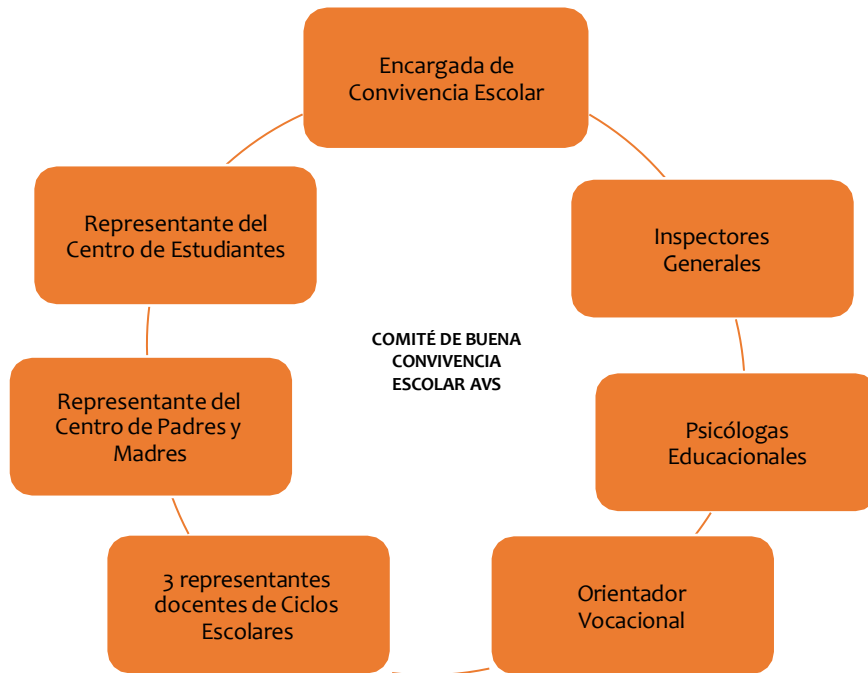 Encargada de
Convivencia Escolar
Representante del
Centro de Estudiantes
Inspectores
Generales
COMITÉ DE BUENA
CONVIVENCIA
ESCOLAR AVS
Representante del
Centro de Padres y
Madres
Psicólogas
Educacionales
3 representantes
docentes de Ciclos
Escolares
Orientador
Vocacional